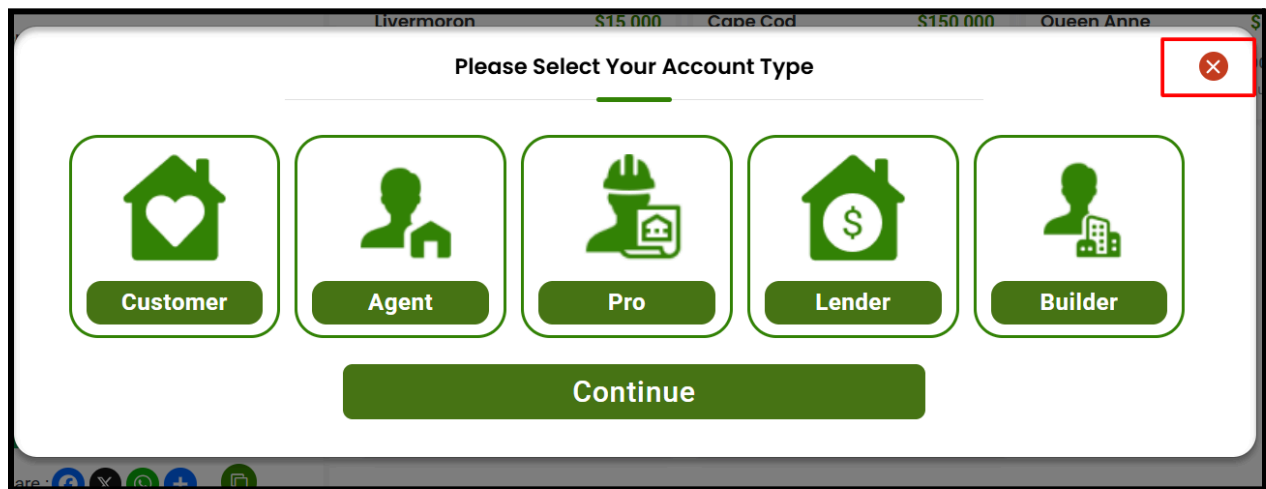 Livermoron $15,000 Cape Cod $150,000 Queen Anne $
Please Select Your Account Type
$
Customer Agent Pro Lender Builder
Continue
are :